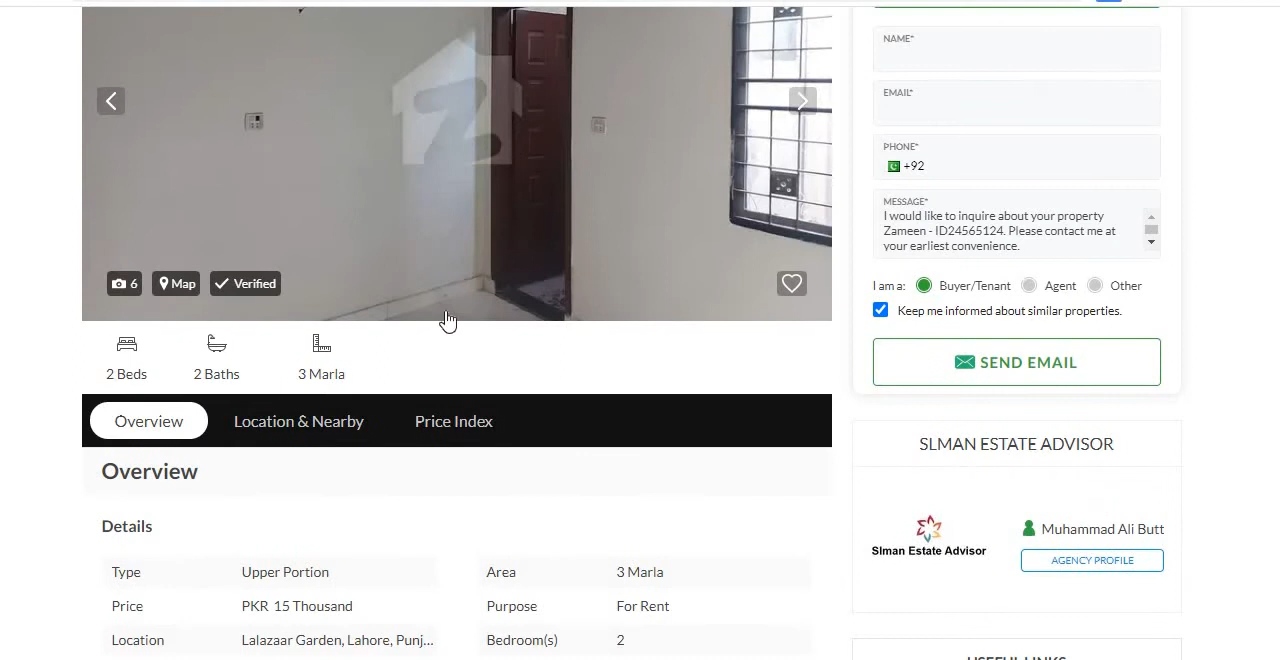 6
Map
Verified
2 Beds
2 Baths
3 Marla
Overview
Location & Nearby
Price Index
Overview
Details
Type
Upper Portion
Area
3 Marla
Price
PKR 15 Thousand
Purpose
For Rent
Location
Lalazaar Garden, Lahore, Punj...
Bedroom(s)
2
NAME*
EMAIL*
PHONE*
+92
MESSAGE*
I would like to inquire about your property
Zameen - ID24565124. Please contact me at
your earliest convenience.
I am a:
Buyer/Tenant
Agent
Other
Keep me informed about similar properties.
SEND EMAIL
SLMAN ESTATE ADVISOR
Slman Estate Advisor
Muhammad Ali Butt
AGENCY PROFILE
USEFUL LINKS